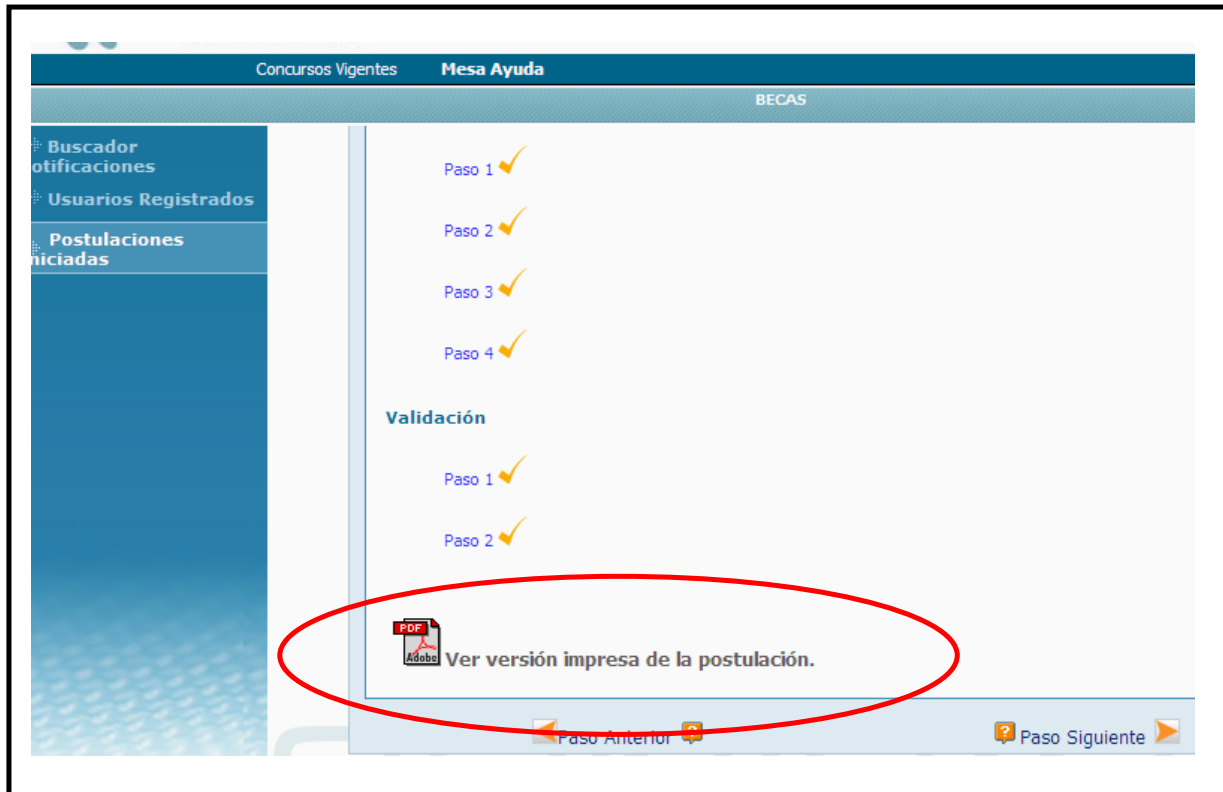 Concursos Vigentes Mesa Ayuda
BECAS
Buscador
otificaciones
Usuarios Registrados
Postulaciones
niciadas
Paso 1
Paso 2
Paso 3
Paso 4
Validación
Paso 1
Paso 2
PDF
Adobe
Ver versión impresa de la postulación.
Paso Anterior ?
? Paso Siguiente